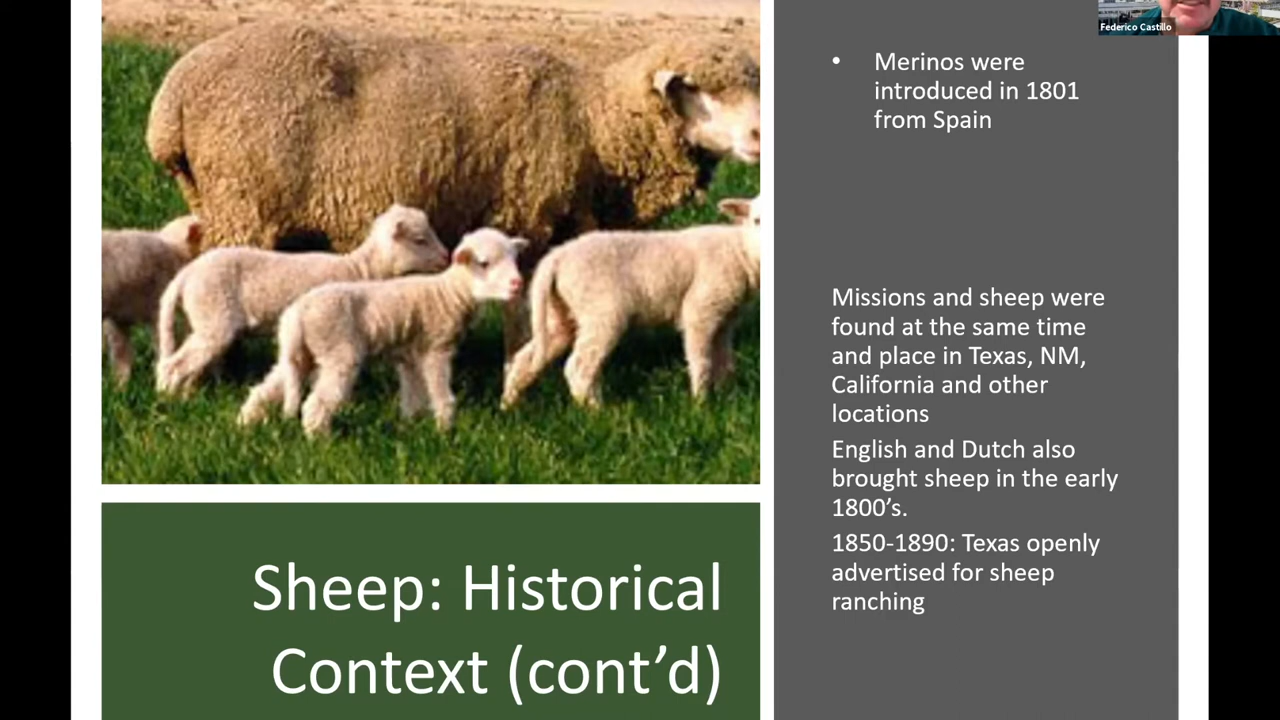 Federico Castillo
• Merinos were
introduced in 1801
from Spain
Missions and sheep were
found at the same time
and place in Texas, NM,
California and other
locations
English and Dutch also
brought sheep in the early
1800’s.
1850-1890: Texas openly
advertised for sheep
ranching
Sheep: Historical
Context (cont’d)